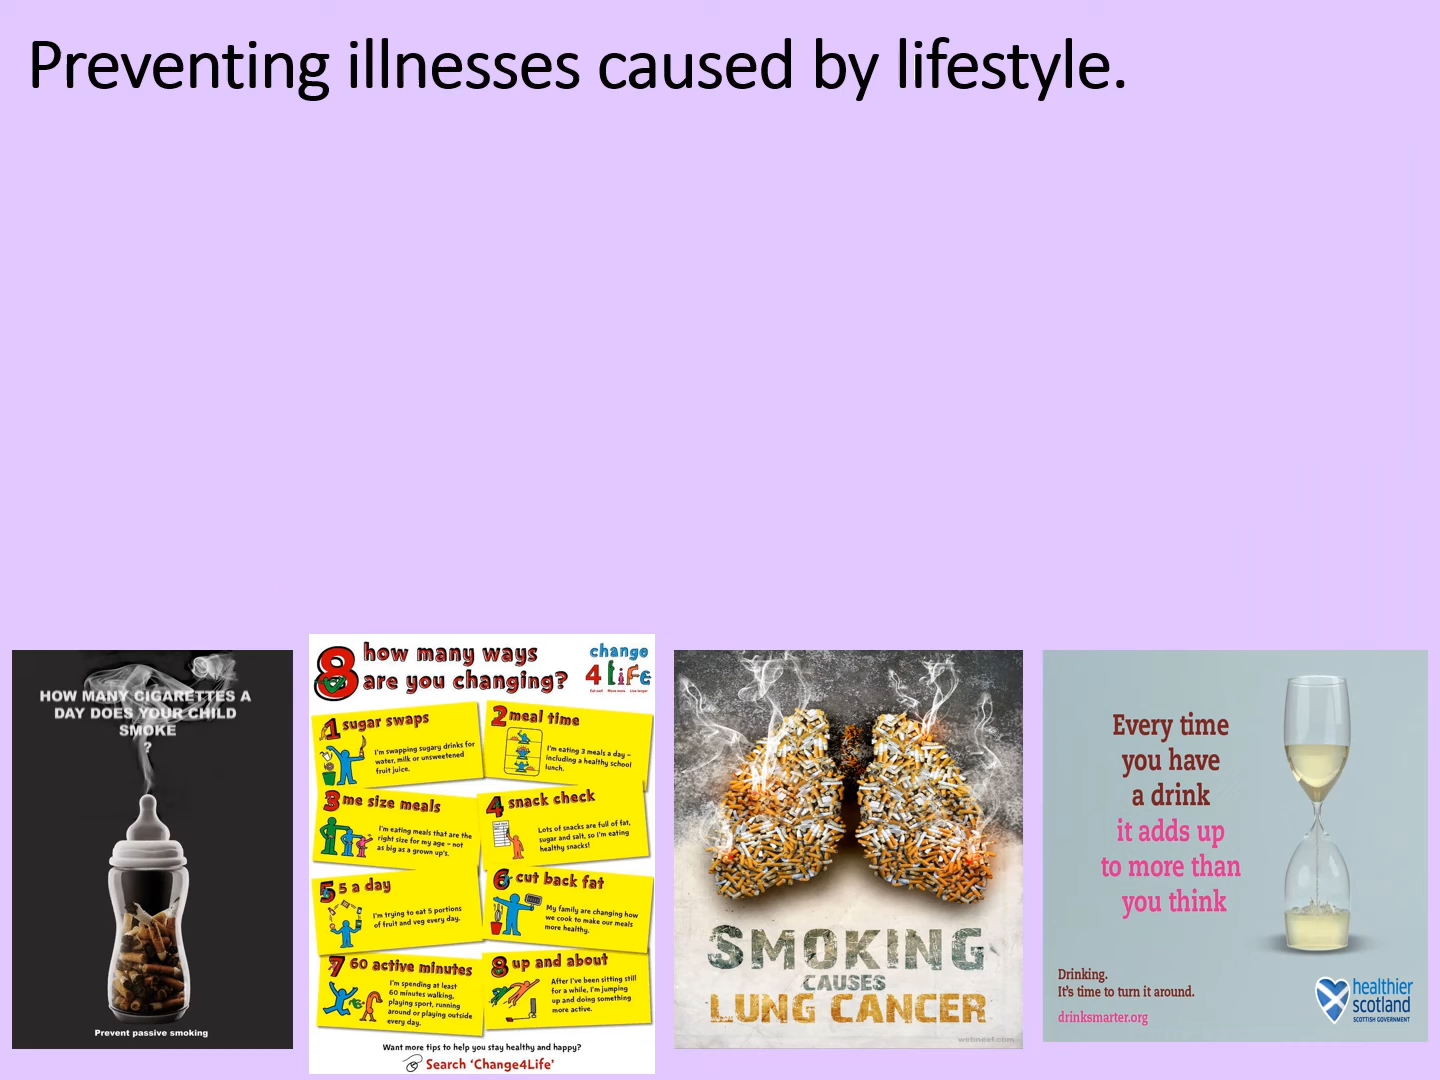 Preventing illnesses caused by lifestyle.
HOW MANY CIGARETTES A
DAY DOES YOUR CHILD
SMOKE
?
Prevent passive smoking
8 how many ways
are you changing?
change
4 LiFe
Eat well Move more Live longer
1 sugar swaps
I'm swapping sugary drinks for
water, milk or unsweetened
fruit juice.
2 meal time
I'm eating 3 meals a day –
including a healthy school
lunch.
3 me size meals
I'm eating meals that are the
right size for my age – not
as big as a grown up's.
4 snack check
Lots of snacks are full of fat,
sugar and salt, so I'm eating
healthy snacks!
5 5 a day
I'm trying to eat 5 portions
of fruit and veg every day.
6 cut back fat
My family are changing how
we cook to make our meals
more healthy.
7 60 active minutes
I'm spending at least
60 minutes walking,
playing sport, running
around or playing outside
every day.
8 up and about
After I've been sitting still
for a while, I'm jumping
up and doing something
more active.
Want more tips to help you stay healthy and happy?
Search 'Change4Life'
SMOKING
CAUSES
LUNG CANCER
webneel.com
Every time
you have
a drink
it adds up
to more than
you think
Drinking.
It's time to turn it around.
drinksmarter.org
healthier
scotland
SCOTTISH GOVERNMENT